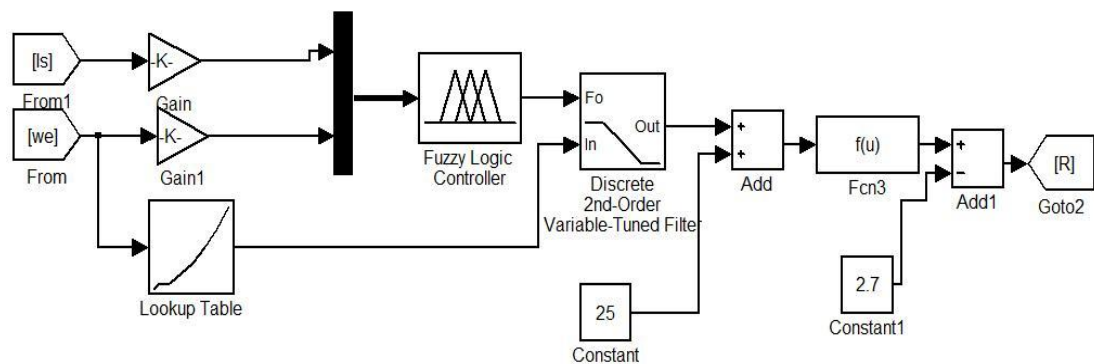 [Is]
From1
-K-
Gain
[we]
From
-K-
Gain1
Lookup Table
Fuzzy Logic
Controller
Fo
In
Out
Discrete
2nd-Order
Variable-Tuned Filter
25
Constant
+
+
Add
f(u)
Fcn3
+
−
Add1
2.7
Constant1
[R]
Goto2